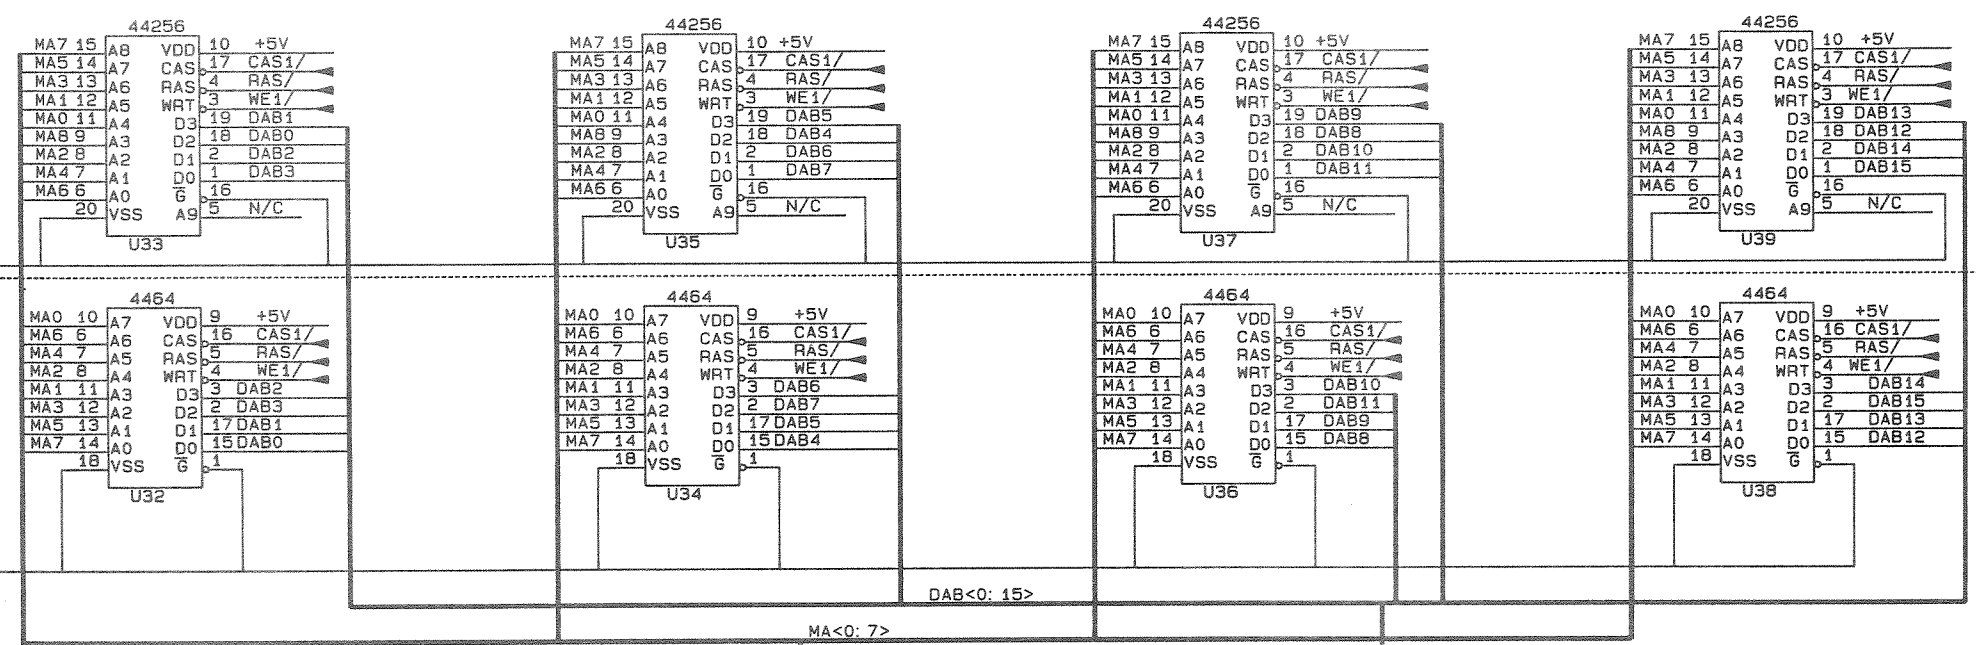 44256
MA7 15 A8 VDD 10 +5V
MA5 14 A7 CAS 17 CAS1/
MA3 13 A6 RAS 4 RAS/
MA1 12 A5 WRT 3 WE1/
MA0 11 A4 D3 19 DAB1
MA8 9 A3 D2 18 DAB0
MA2 8 A2 D1 2 DAB2
MA4 7 A1 D0 1 DAB3
MA6 6 A0 G 16
20 VSS A9 5 N/C
U33
44256
MA7 15 A8 VDD 10 +5V
MA5 14 A7 CAS 17 CAS1/
MA3 13 A6 RAS 4 RAS/
MA1 12 A5 WRT 3 WE1/
MA0 11 A4 D3 19 DAB5
MA8 9 A3 D2 18 DAB4
MA2 8 A2 D1 2 DAB6
MA4 7 A1 D0 1 DAB7
MA6 6 A0 G 16
20 VSS A9 5 N/C
U35
44256
MA7 15 A8 VDD 10 +5V
MA5 14 A7 CAS 17 CAS1/
MA3 13 A6 RAS 4 RAS/
MA1 12 A5 WRT 3 WE1/
MA0 11 A4 D3 19 DAB9
MA8 9 A3 D2 18 DAB8
MA2 8 A2 D1 2 DAB10
MA4 7 A1 D0 1 DAB11
MA6 6 A0 G 16
20 VSS A9 5 N/C
U37
44256
MA7 15 A8 VDD 10 +5V
MA5 14 A7 CAS 17 CAS1/
MA3 13 A6 RAS 4 RAS/
MA1 12 A5 WRT 3 WE1/
MA0 11 A4 D3 19 DAB13
MA8 9 A3 D2 18 DAB12
MA2 8 A2 D1 2 DAB14
MA4 7 A1 D0 1 DAB15
MA6 6 A0 G 16
20 VSS A9 5 N/C
U39
4464
MA0 10 A7 VDD 9 +5V
MA6 6 A6 CAS 16 CAS1/
MA4 7 A5 RAS 5 RAS/
MA2 8 A4 WRT 4 WE1/
MA1 11 A3 D3 3 DAB2
MA3 12 A2 D2 2 DAB3
MA5 13 A1 D1 17 DAB1
MA7 14 A0 D0 15 DAB0
18 VSS G 1
U32
4464
MA0 10 A7 VDD 9 +5V
MA6 6 A6 CAS 16 CAS1/
MA4 7 A5 RAS 5 RAS/
MA2 8 A4 WRT 4 WE1/
MA1 11 A3 D3 3 DAB6
MA3 12 A2 D2 2 DAB7
MA5 13 A1 D1 17 DAB5
MA7 14 A0 D0 15 DAB4
18 VSS G 1
U34
4464
MA0 10 A7 VDD 9 +5V
MA6 6 A6 CAS 16 CAS1/
MA4 7 A5 RAS 5 RAS/
MA2 8 A4 WRT 4 WE1/
MA1 11 A3 D3 3 DAB10
MA3 12 A2 D2 2 DAB11
MA5 13 A1 D1 17 DAB9
MA7 14 A0 D0 15 DAB8
18 VSS G 1
U36
4464
MA0 10 A7 VDD 9 +5V
MA6 6 A6 CAS 16 CAS1/
MA4 7 A5 RAS 5 RAS/
MA2 8 A4 WRT 4 WE1/
MA1 11 A3 D3 3 DAB14
MA3 12 A2 D2 2 DAB15
MA5 13 A1 D1 17 DAB13
MA7 14 A0 D0 15 DAB12
18 VSS G 1
U38
DAB<0: 15>
MA<0: 7>